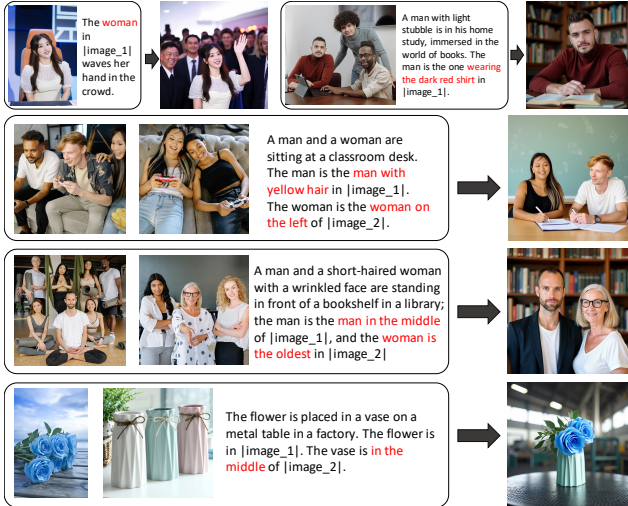 The woman
in
|image_1|
waves her
hand in the
crowd.
A man with light
stubble is in his home
study, immersed in the
world of books. The
man is the one wearing
the dark red shirt in
|image_1|.
A man and a woman are
sitting at a classroom desk.
The man is the man with
yellow hair in |image_1|.
The woman is the woman on
the left of |image_2|.
A man and a short-haired woman
with a wrinkled face are standing
in front of a bookshelf in a library;
the man is the man in the middle
of |image_1|, and the woman is
the oldest in |image_2|
The flower is placed in a vase on a
metal table in a factory. The flower is
in |image_1|. The vase is in the
middle of |image_2|.